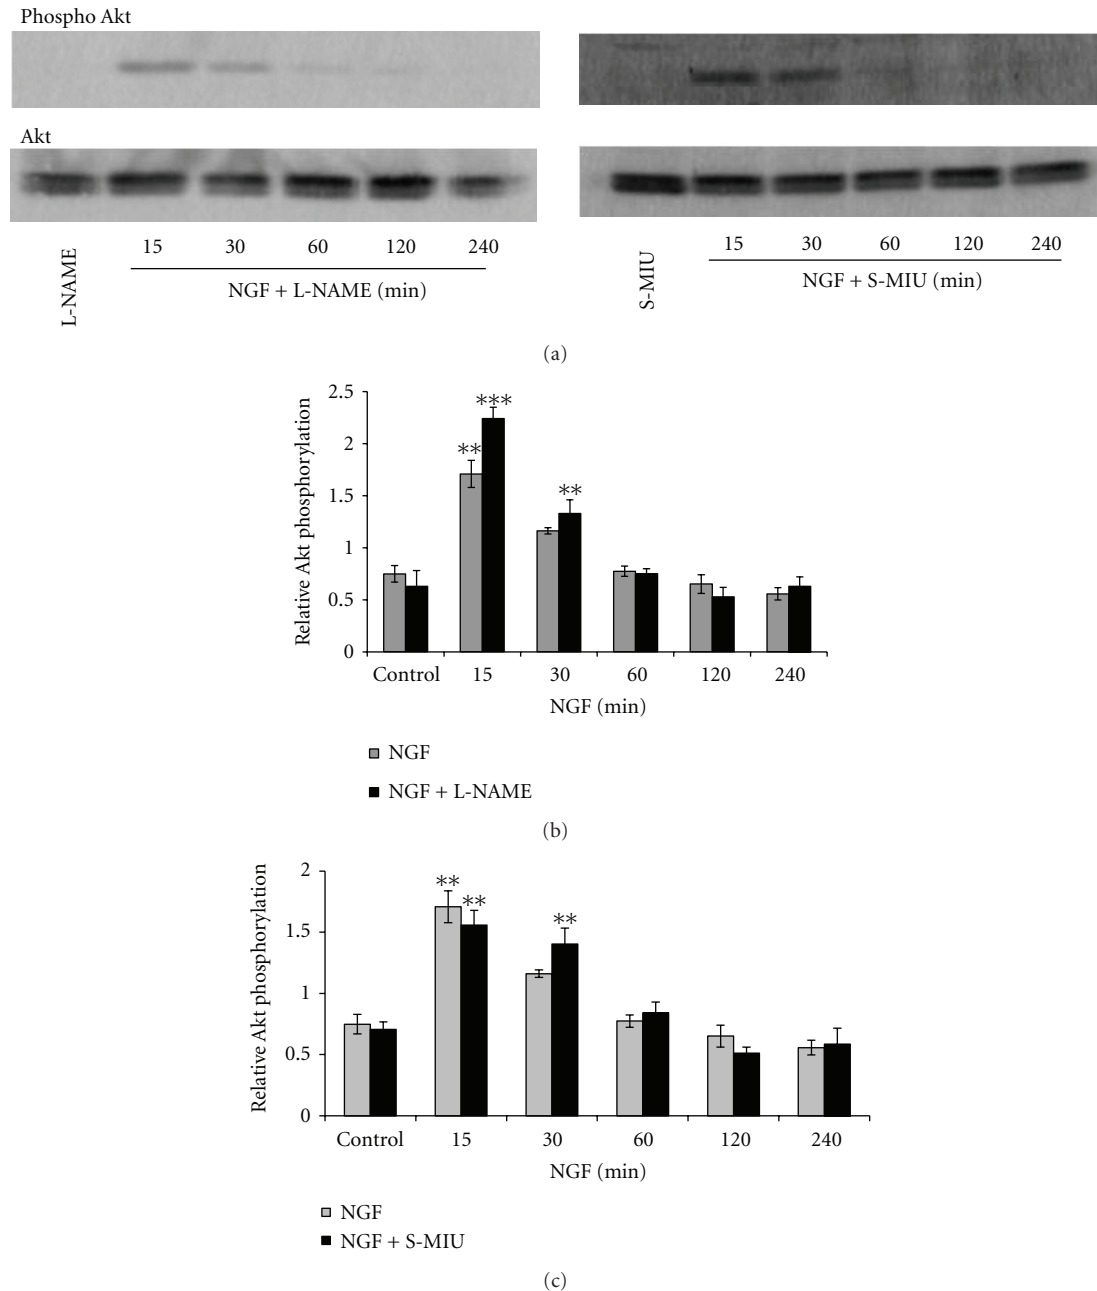 Phospho Akt
Akt
L-NAME
15 30 60 120 240
NGF + L-NAME (min)
S-MIU
15 30 60 120 240
NGF + S-MIU (min)
(a)
Relative Akt phosphorylation
2.5
2
1.5
1
0.5
0
***
**
**
Control 15 30 60 120 240
NGF (min)
NGF
NGF + L-NAME
(b)
Relative Akt phosphorylation
2
1.5
1
0.5
0
**
**
**
Control 15 30 60 120 240
NGF (min)
NGF
NGF + S-MIU
(c)